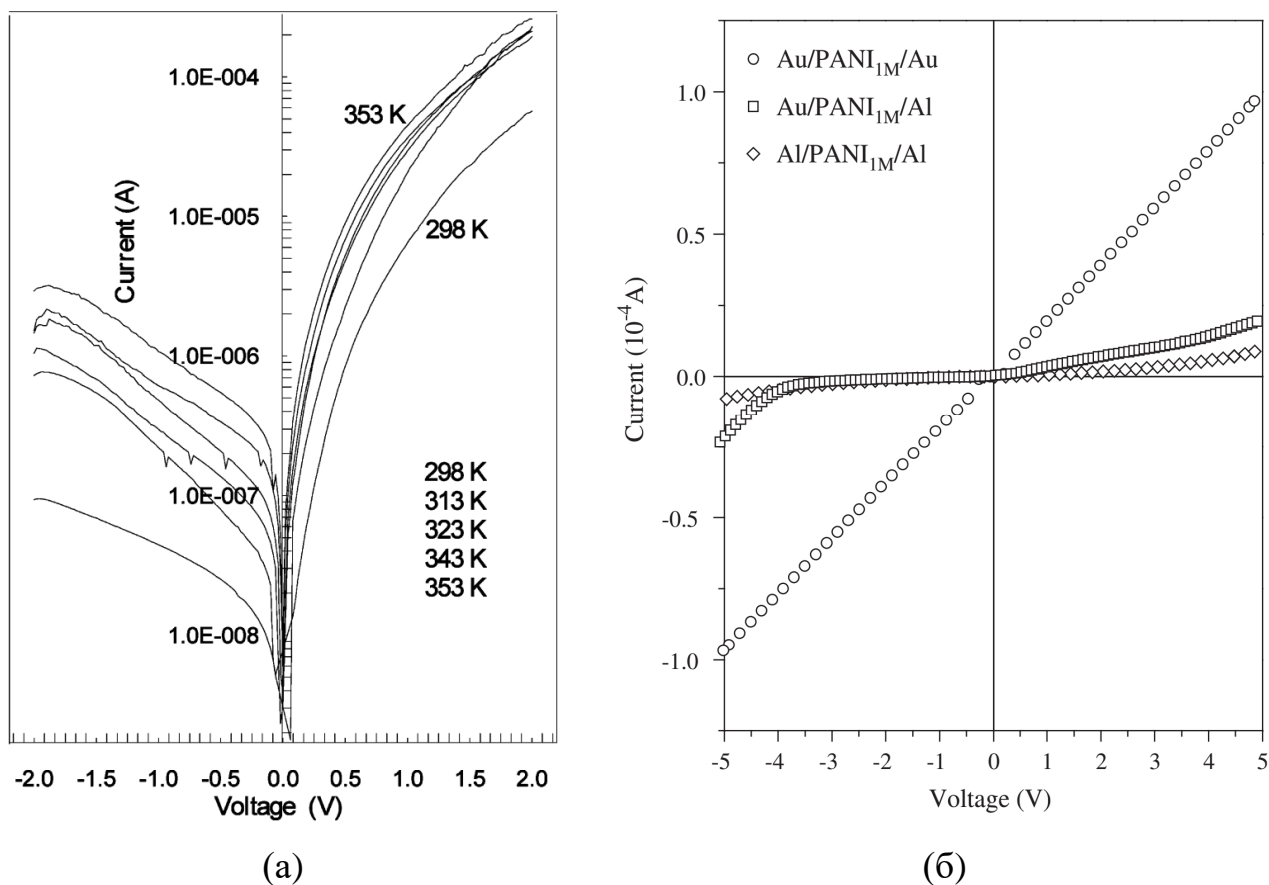 1.0E-004
353 K
1.0E-005
298 K
Current (A)
1.0E-006
298 K
1.0E-007
313 K
323 K
343 K
353 K
1.0E-008
-2.0 -1.5 -1.0 -0.5 0.0 0.5 1.0 1.5 2.0
Voltage (V)
(а)
Au/PANI1M/Au
Au/PANI1M/Al
Al/PANI1M/Al
1.0
0.5
0.0
-0.5
-1.0
Current (10-4 A)
-5 -4 -3 -2 -1 0 1 2 3 4 5
Voltage (V)
(б)